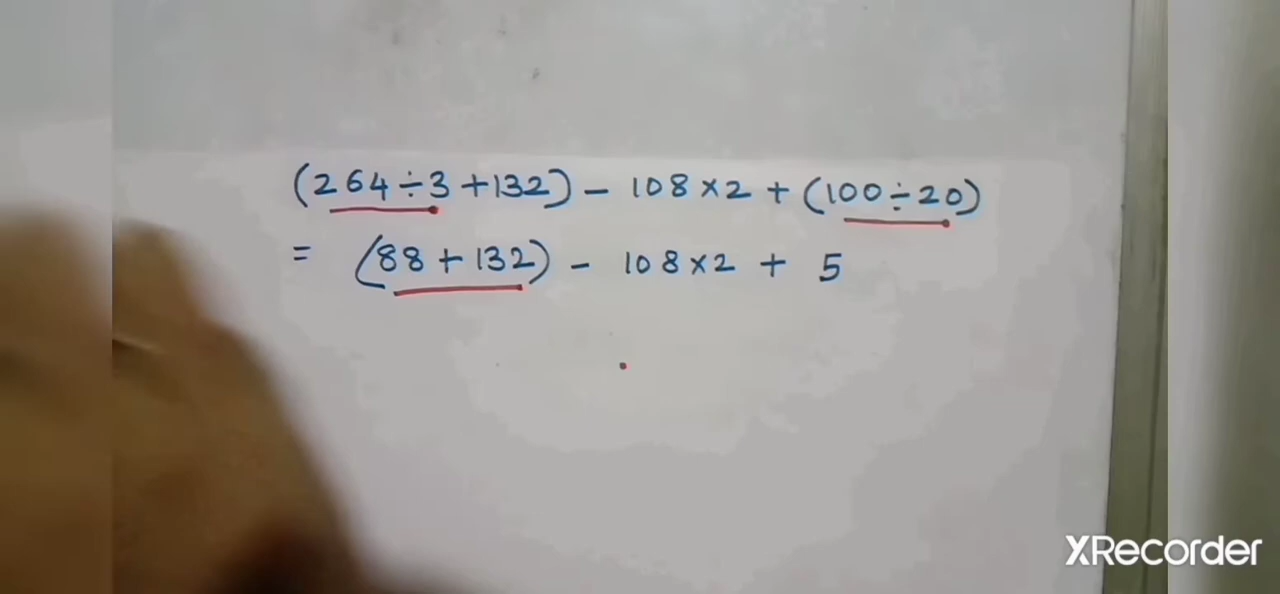 (264÷3+132) - 108×2 + (100÷20)
= (88+132) - 108×2 + 5
XRecorder